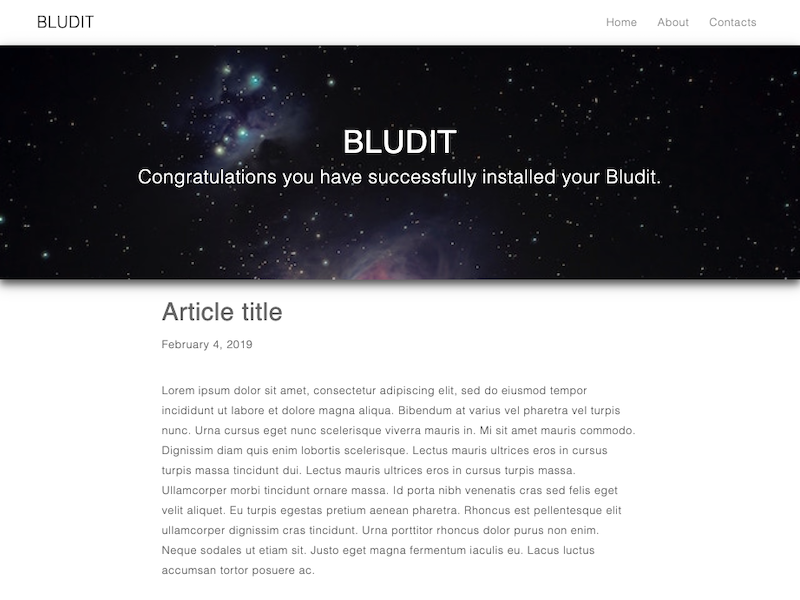 BLUDIT
Home About Contacts
BLUDIT
Congratulations you have successfully installed your Bludit.
Article title
February 4, 2019
Lorem ipsum dolor sit amet, consectetur adipiscing elit, sed do eiusmod tempor
incididunt ut labore et dolore magna aliqua. Bibendum at varius vel pharetra vel turpis
nunc. Urna cursus eget nunc scelerisque viverra mauris in. Mi sit amet mauris commodo.
Dignissim diam quis enim lobortis scelerisque. Lectus mauris ultrices eros in cursus
turpis massa tincidunt dui. Lectus mauris ultrices eros in cursus turpis massa.
Ullamcorper morbi tincidunt ornare massa. Id porta nibh venenatis cras sed felis eget
velit aliquet. Eu turpis egestas pretium aenean pharetra. Rhoncus est pellentesque elit
ullamcorper dignissim cras tincidunt. Urna porttitor rhoncus dolor purus non enim.
Neque sodales ut etiam sit. Justo eget magna fermentum iaculis eu. Lacus luctus
accumsan tortor posuere ac.